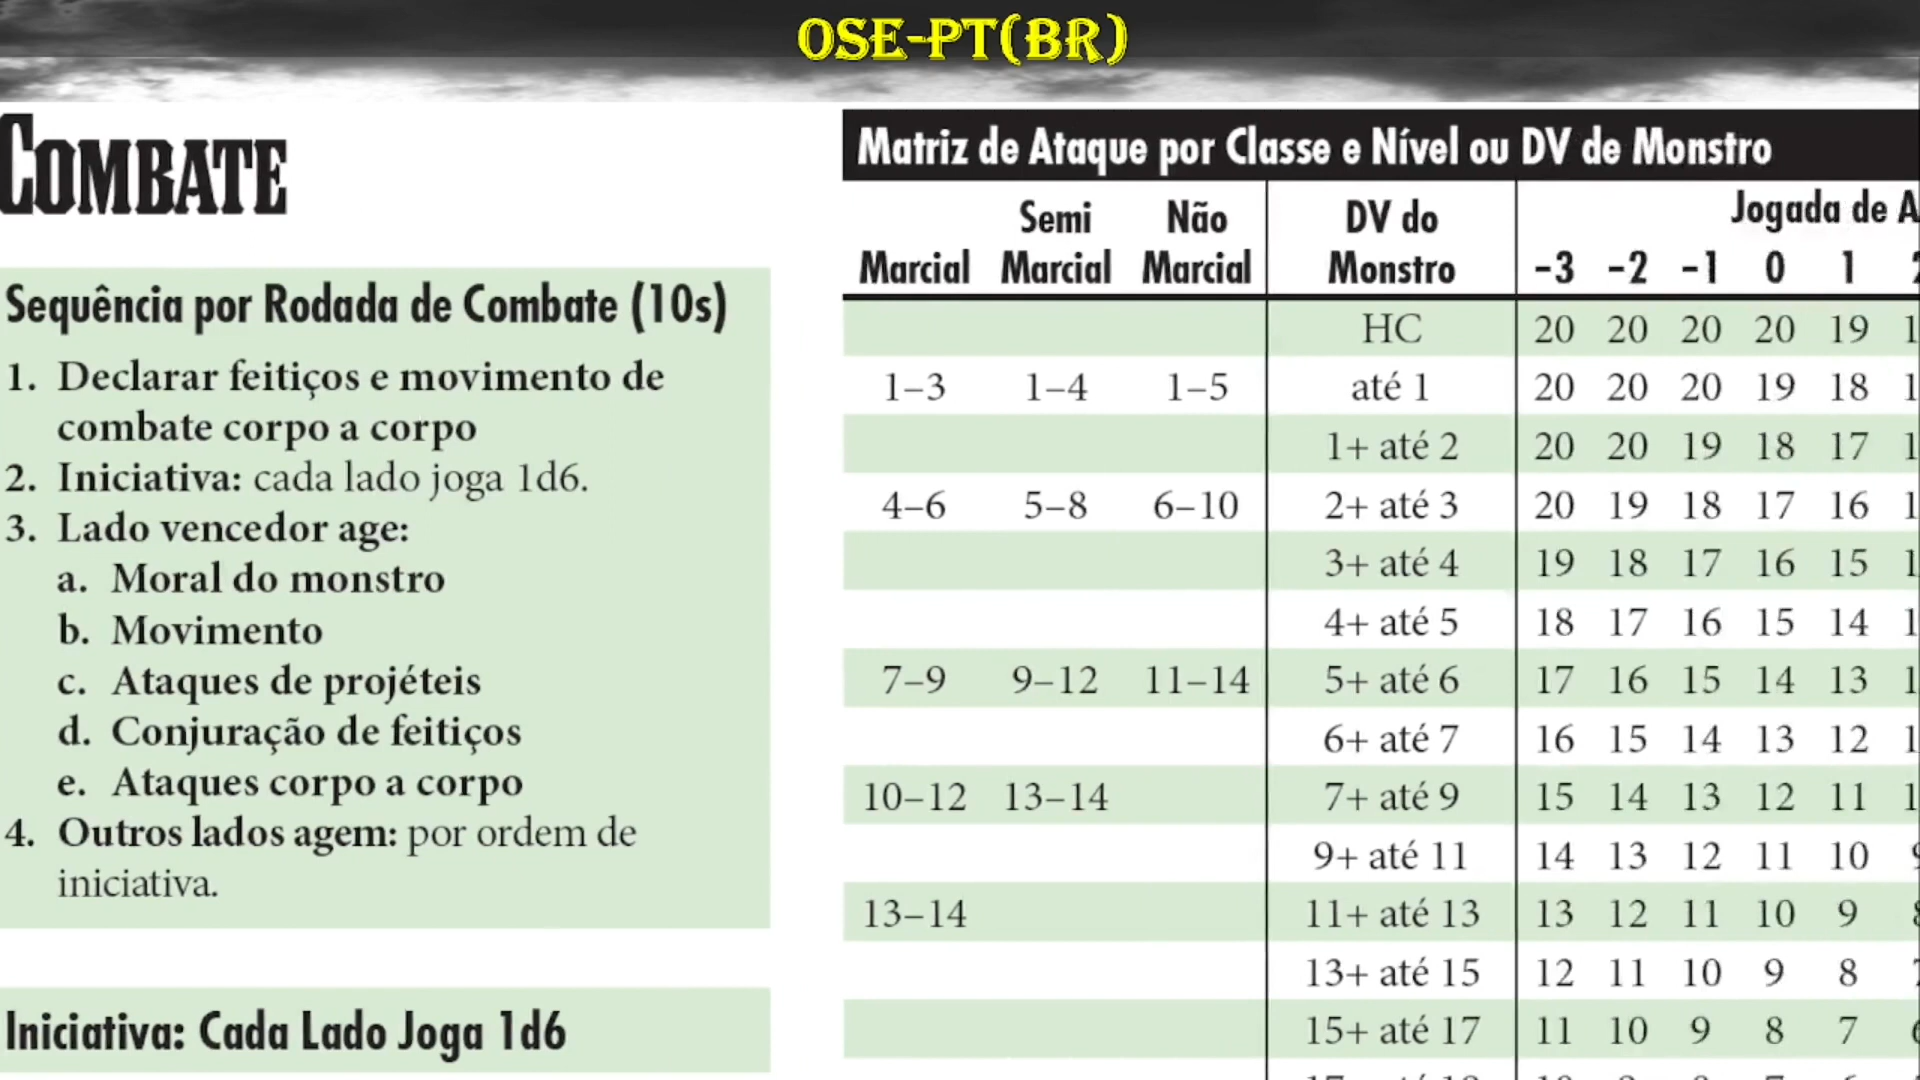 OSE-PT(BR)
COMBATE
Sequência por Rodada de Combate (10s)
1. Declarar feitiços e movimento de
combate corpo a corpo
2. Iniciativa: cada lado joga 1d6.
3. Lado vencedor age:
a. Moral do monstro
b. Movimento
c. Ataques de projéteis
d. Conjuração de feitiços
e. Ataques corpo a corpo
4. Outros lados agem: por ordem de
iniciativa.
Iniciativa: Cada Lado Joga 1d6
Matriz de Ataque por Classe e Nível ou DV de Monstro
Semi Não DV do Jogada de
Marcial Marcial Marcial Monstro -3 -2 -1 0 1
HC 20 20 20 20 19
1–3 1–4 1–5 até 1 20 20 20 19 18
1+ até 2 20 20 19 18 17
4–6 5–8 6–10 2+ até 3 20 19 18 17 16
3+ até 4 19 18 17 16 15
4+ até 5 18 17 16 15 14
7–9 9–12 11–14 5+ até 6 17 16 15 14 13
6+ até 7 16 15 14 13 12
10–12 13–14 7+ até 9 15 14 13 12 11
9+ até 11 14 13 12 11 10
13–14 11+ até 13 13 12 11 10 9
13+ até 15 12 11 10 9 8
15+ até 17 11 10 9 8 7